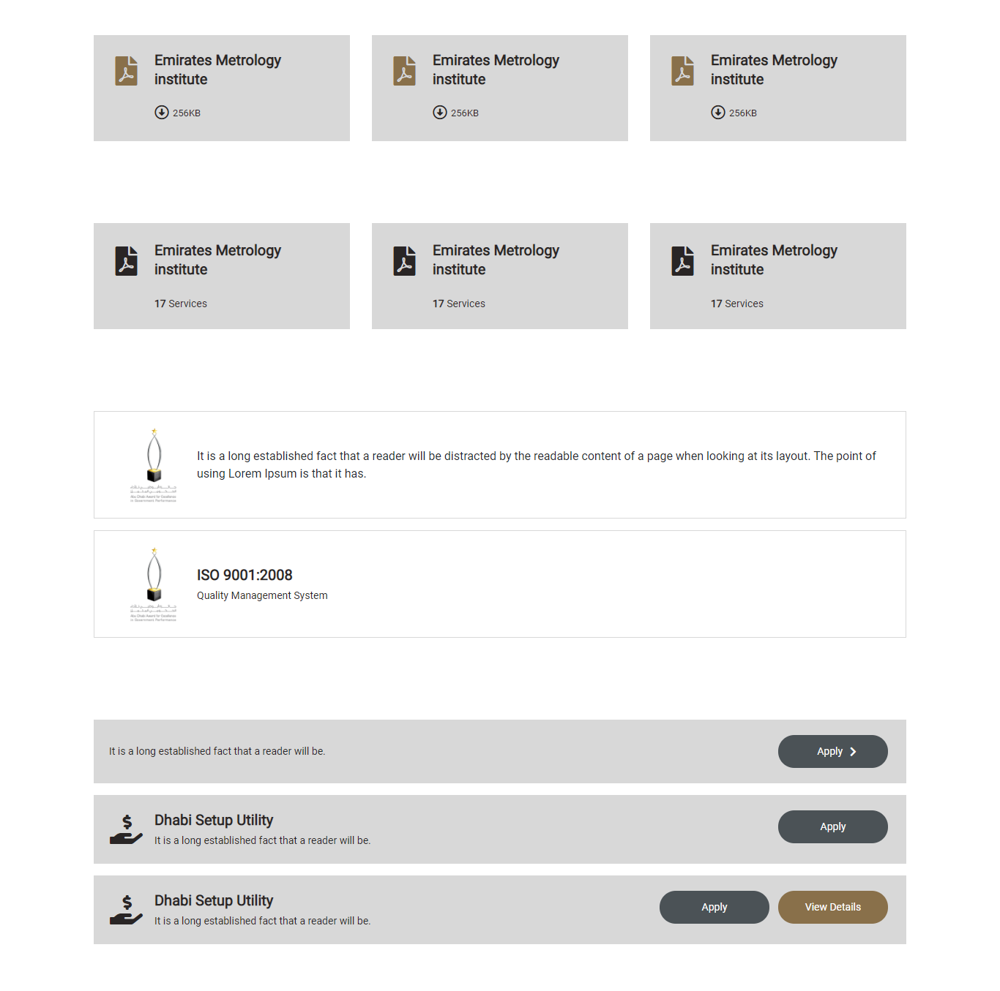 Emirates Metrology
institute
256KB
Emirates Metrology
institute
256KB
Emirates Metrology
institute
256KB
Emirates Metrology
institute
17 Services
Emirates Metrology
institute
17 Services
Emirates Metrology
institute
17 Services
Abu Dhabi Award for Excellence
in Government Performance
It is a long established fact that a reader will be distracted by the readable content of a page when looking at its layout. The point of
using Lorem Ipsum is that it has.
Abu Dhabi Award for Excellence
in Government Performance
ISO 9001:2008
Quality Management System
It is a long established fact that a reader will be.
Apply
Dhabi Setup Utility
It is a long established fact that a reader will be.
Apply
Dhabi Setup Utility
It is a long established fact that a reader will be.
Apply
View Details